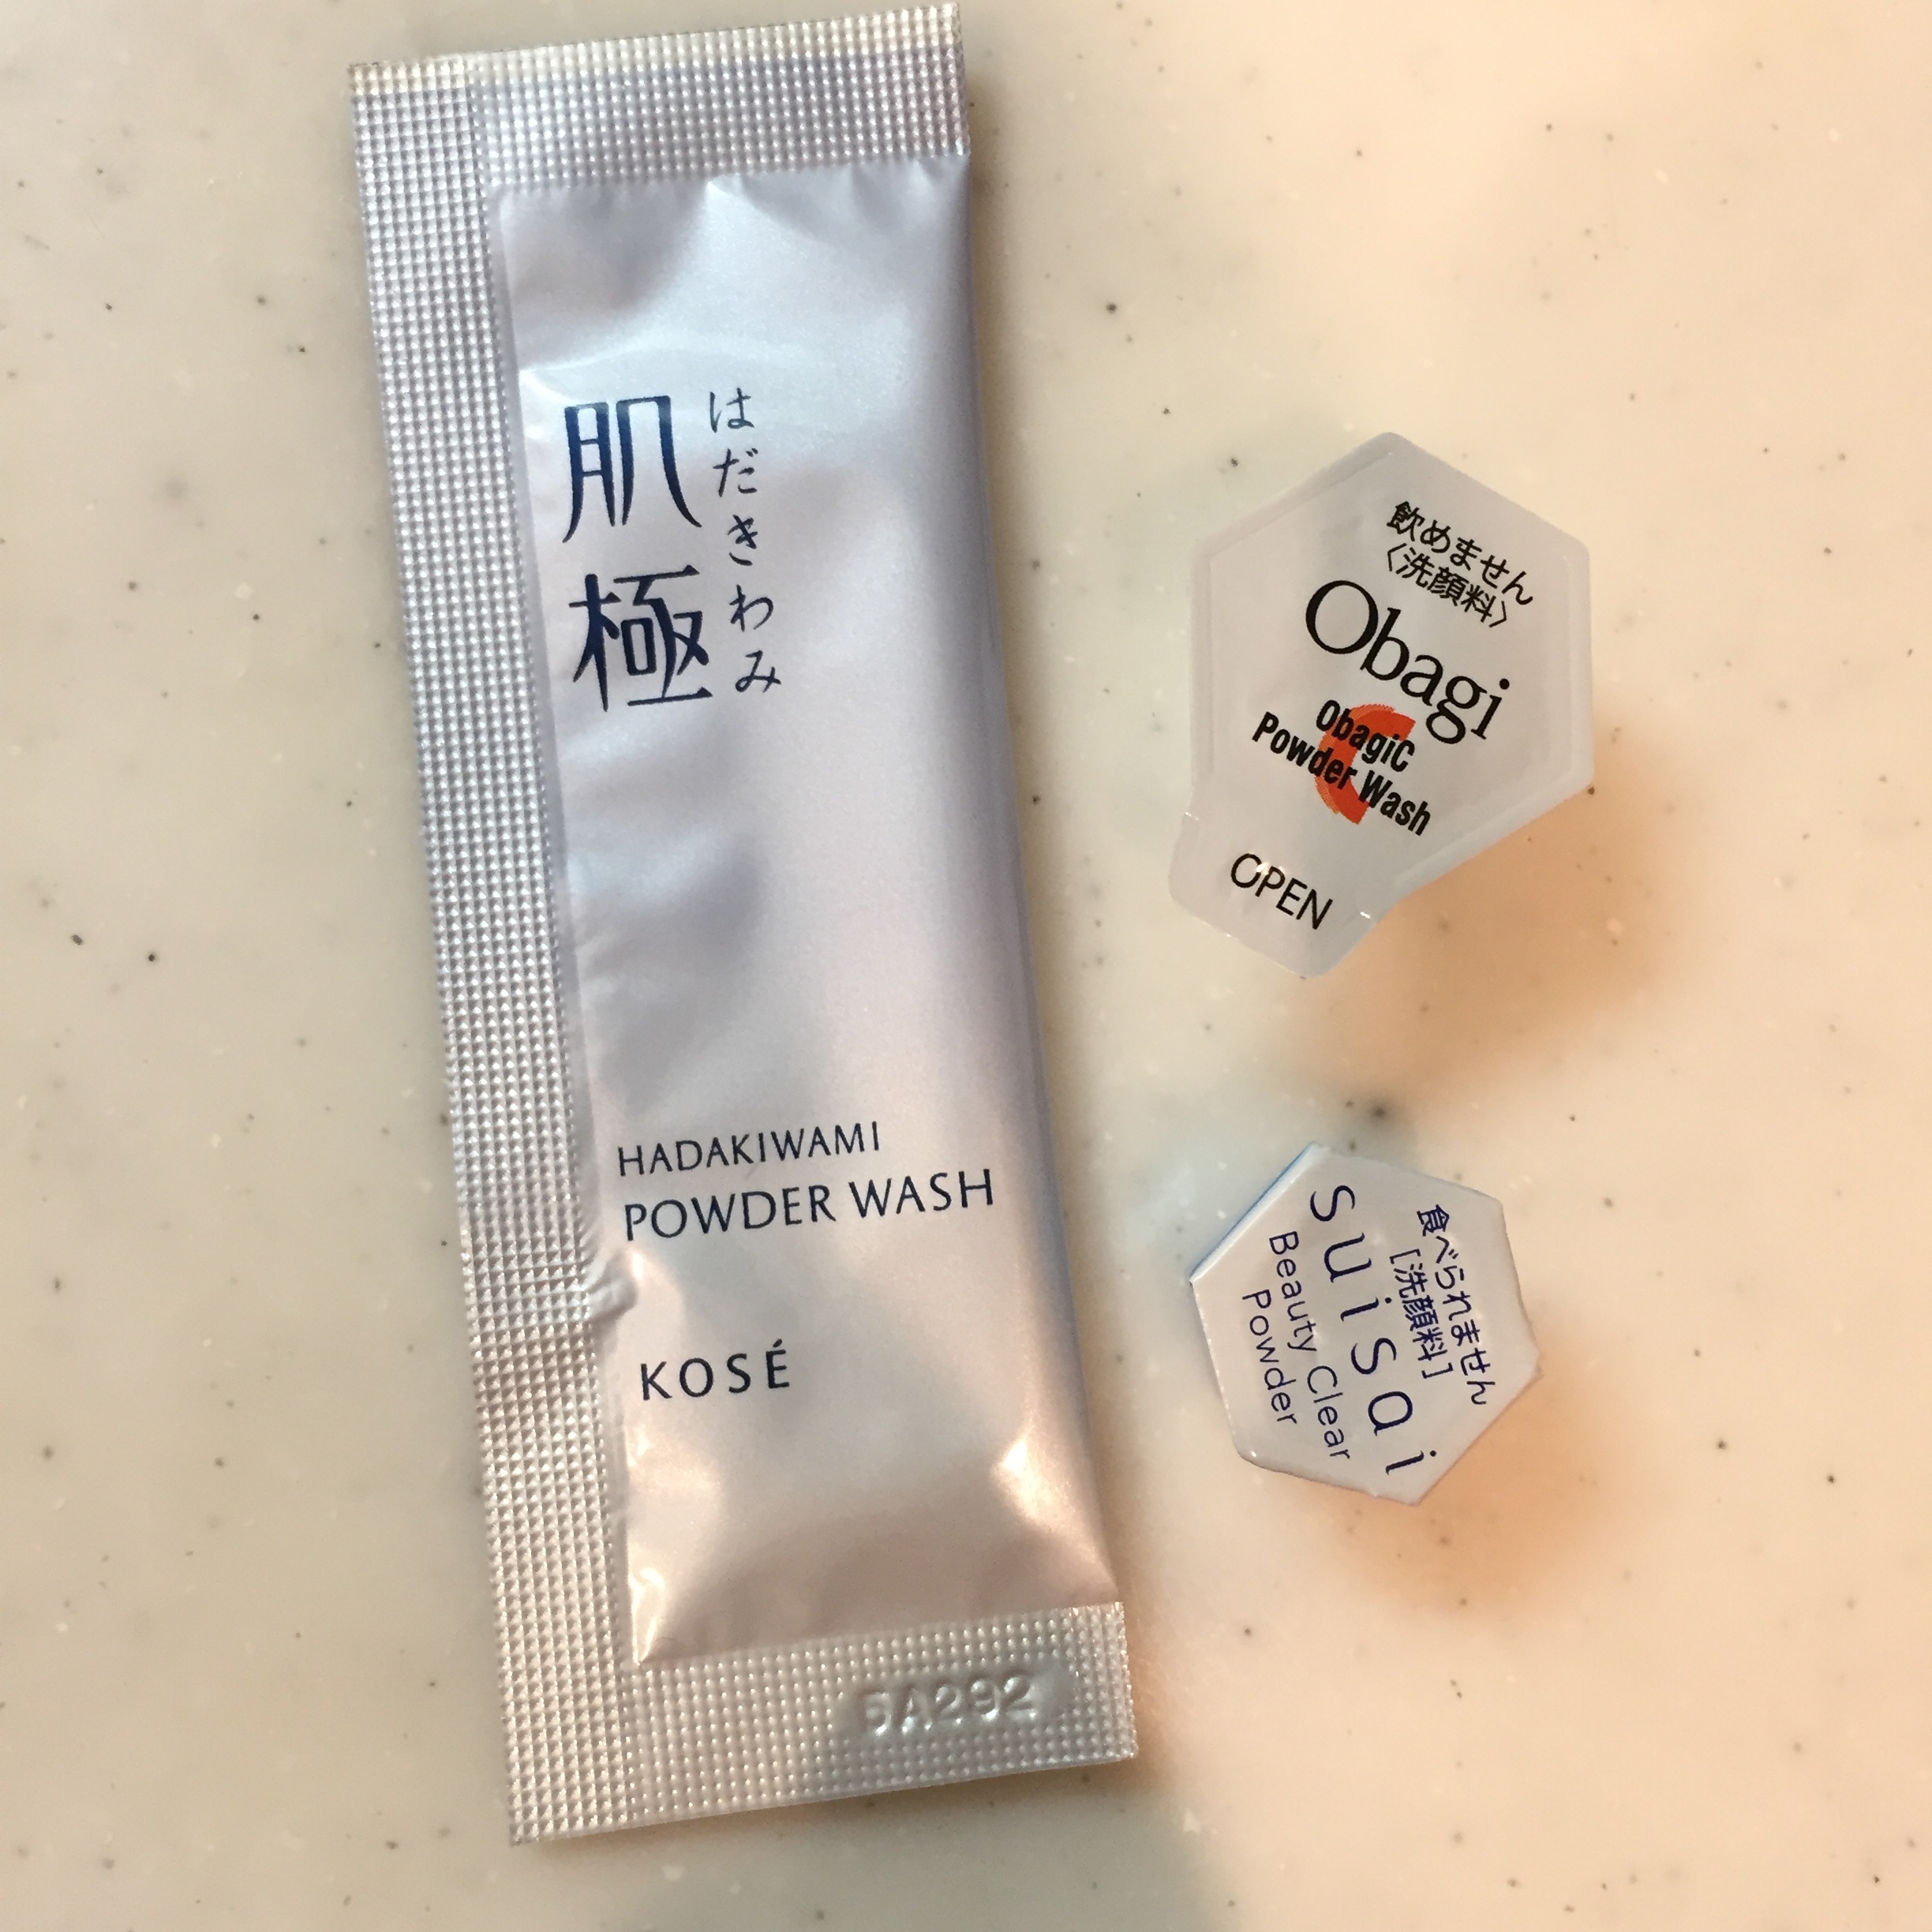 肌極
はだきわみ
HADAKIWAMI
POWDER WASH
KOSÉ
5A292
飲めません
〈洗顔料〉
Obagi
ObagiC
Powder Wash
OPEN
食べられません
[洗顔料]
suisai
Beauty Clear
Powder